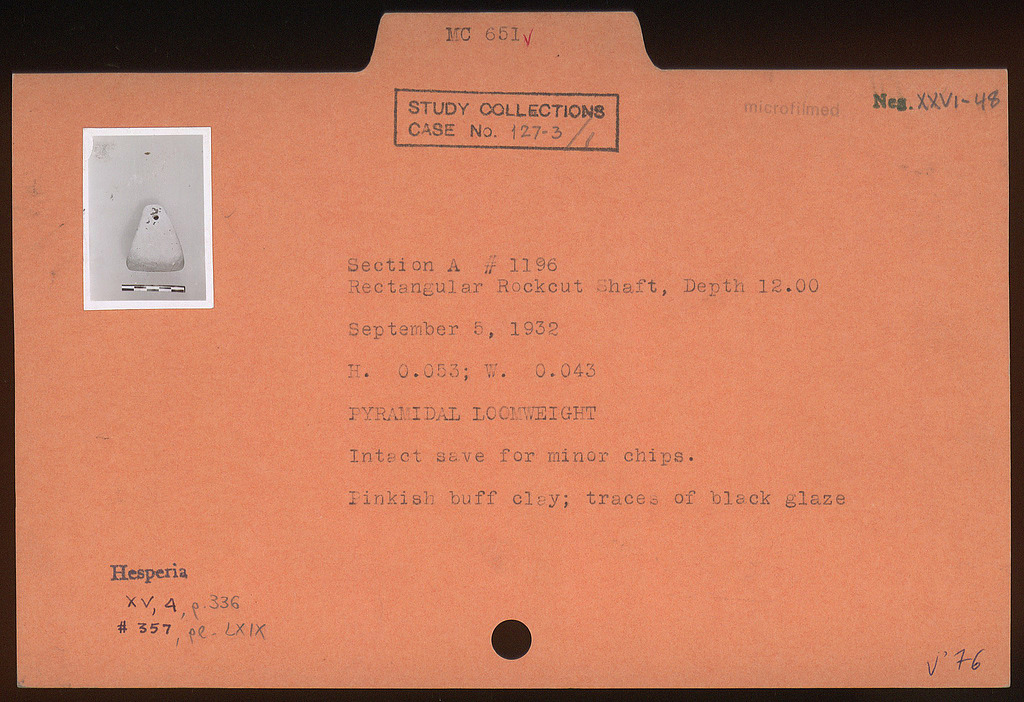 MC 651 √
STUDY COLLECTIONS
CASE No. 127-3/1
microfilmed
Neg. XXVI-48
Section A # 1196
Rectangular Rockcut Shaft, Depth 12.00
September 5, 1932
H. 0.053; W. 0.043
PYRAMIDAL LOOMWEIGHT
Intact save for minor chips.
Pinkish buff clay; traces of black glaze
Hesperia
XV, 4, p. 336
# 357, pl. LXIX
V' 76